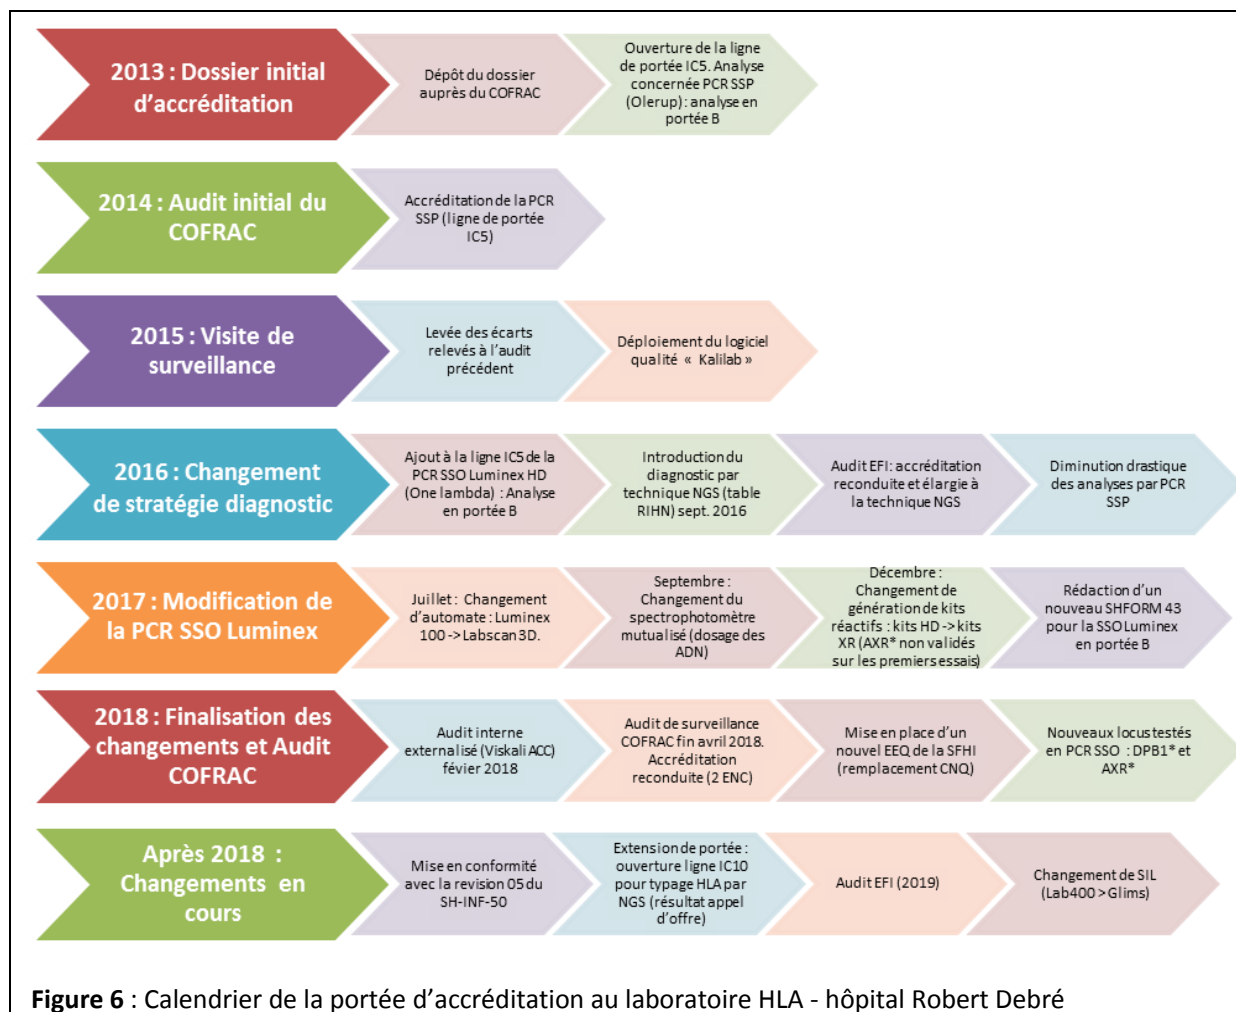 2013 : Dossier initial
d'accréditation
Dépôt du dossier
auprès du COFRAC
Ouverture de la ligne
de portée IC5. Analyse
concernée PCR SSP
(Olerup) : analyse en
portée B
2014 : Audit initial du
COFRAC
Accréditation de la PCR
SSP (ligne de portée
IC5)
2015 : Visite de
surveillance
Levée des écarts
relevés à l'audit
précédent
Déploiement du logiciel
qualité « Kalilab »
2016 : Changement
de stratégie diagnostic
Ajout à la ligne IC5 de la
PCR SSO Luminex HD
(One lambda) : Analyse
en portée B
Introduction du
diagnostic par
technique NGS (table
RIHN) sept. 2016
Audit EFI: accréditation
reconduite et élargie à
la technique NGS
Diminution drastique
des analyses par PCR
SSP
2017 : Modification de
la PCR SSO Luminex
Juillet : Changement
d'automate : Luminex
100 -> Labscan 3D.
Septembre :
Changement du
spectrophotomètre
mutualisé (dosage des
ADN)
Décembre :
Changement de
génération de kits
réactifs : kits HD -> kits
XR (AXR* non validés
sur les premiers essais)
Rédaction d'un
nouveau SHFORM 43
pour la SSO Luminex
en portée B
2018 : Finalisation des
changements et Audit
COFRAC
Audit interne
externalisé (Viskali ACC)
févier 2018
Audit de surveillance
COFRAC fin avril 2018.
Accréditation
reconduite (2 ENC)
Mise en place d'un
nouvel EEQ de la SFHI
(remplacement CNQ)
Nouveaux locus testés
en PCR SSO : DPB1* et
AXR*
Après 2018 :
Changements en
cours
Mise en conformité
avec la revision 05 du
SH-INF-50
Extension de portée :
ouverture ligne IC10
pour typage HLA par
NGS (résultat appel
d'offre)
Audit EFI (2019)
Changement de SIL
(Lab400 > Glims)
Figure 6 : Calendrier de la portée d'accréditation au laboratoire HLA - hôpital Robert Debré